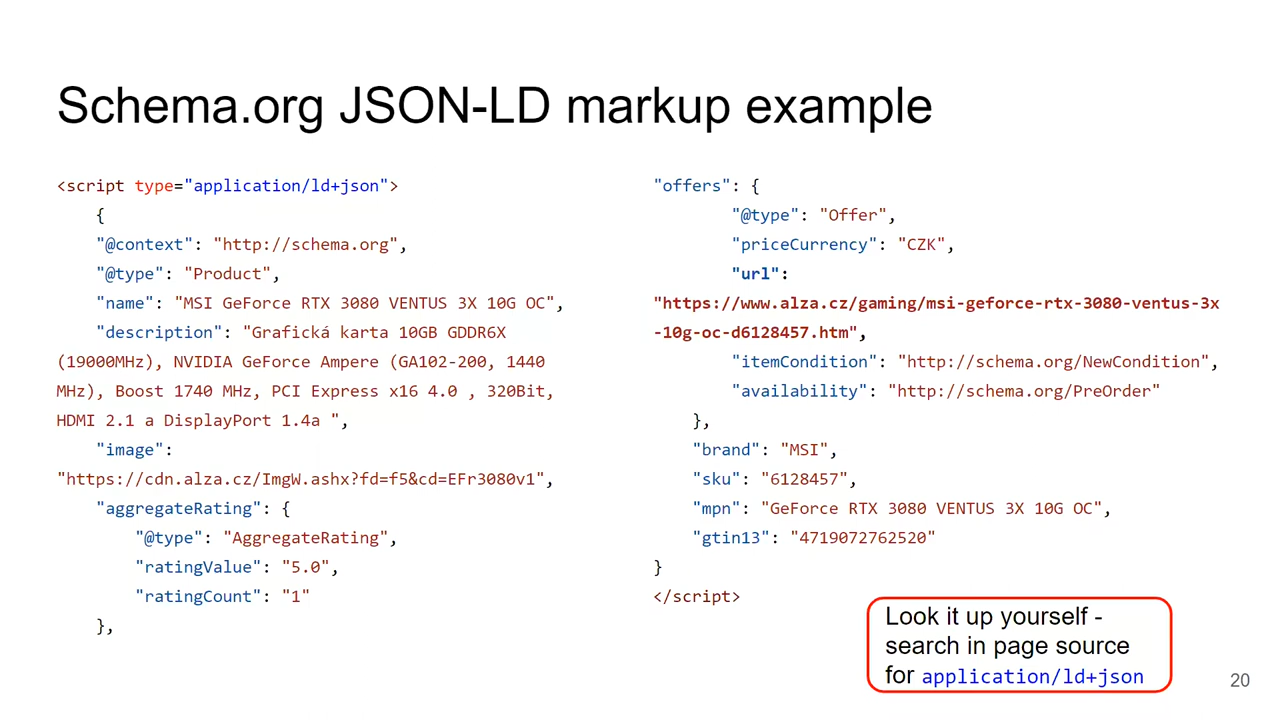 Schema.org JSON-LD markup example
<script type="application/ld+json">
{
"@context": "http://schema.org",
"@type": "Product",
"name": "MSI GeForce RTX 3080 VENTUS 3X 10G OC",
"description": "Grafická karta 10GB GDDR6X
(19000MHz), NVIDIA GeForce Ampere (GA102-200, 1440
MHz), Boost 1740 MHz, PCI Express x16 4.0 , 320Bit,
HDMI 2.1 a DisplayPort 1.4a ",
"image":
"https://cdn.alza.cz/ImgW.ashx?fd=f5&cd=EFr3080v1",
"aggregateRating": {
"@type": "AggregateRating",
"ratingValue": "5.0",
"ratingCount": "1"
},
"offers": {
"@type": "Offer",
"priceCurrency": "CZK",
"url":
"https://www.alza.cz/gaming/msi-geforce-rtx-3080-ventus-3x
-10g-oc-d6128457.htm",
"itemCondition": "http://schema.org/NewCondition",
"availability": "http://schema.org/PreOrder"
},
"brand": "MSI",
"sku": "6128457",
"mpn": "GeForce RTX 3080 VENTUS 3X 10G OC",
"gtin13": "4719072762520"
}
</script>
Look it up yourself -
search in page source
for application/ld+json
20